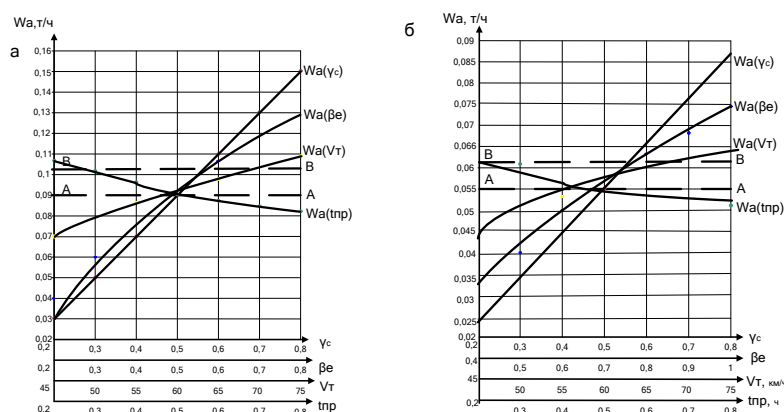 Wa,т/ч
а
0,16
0,15
0,14
0,13
0,12
0,11
0,1
0,09
0,08
0,07
0,06
0,05
0,04
0,03
0,02
Wa(γс)
Wa(βe)
Wa(Vт)
В
В
А
А
Wa(tпр)
0,2 0,3 0,4 0,5 0,6 0,7 0,8
γс
0,2 0,3 0,4 0,5 0,6 0,7 0,8
βe
45 50 55 60 65 70 75
Vт
0,2 0,3 0,4 0,5 0,6 0,7 0,8
tпр
Wa, т/ч
б
0,09
0,085
0,08
0,075
0,07
0,065
0,06
0,055
0,05
0,045
0,04
0,035
0,03
0,025
0,02
Wa(γс)
Wa(βe)
Wa(Vт)
В
В
А
А
Wa(tпр)
0,2 0,3 0,4 0,5 0,6 0,7 0,8
γс
0,4 0,5 0,6 0,7 0,8 0,9 1
βe
45 50 55 60 65 70 75
Vт, км/ч
0,2 0,3 0,4 0,5 0,6 0,7 0,8
tпр, ч